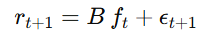 r_{t+1} = B f_t + ϵ_{t+1}